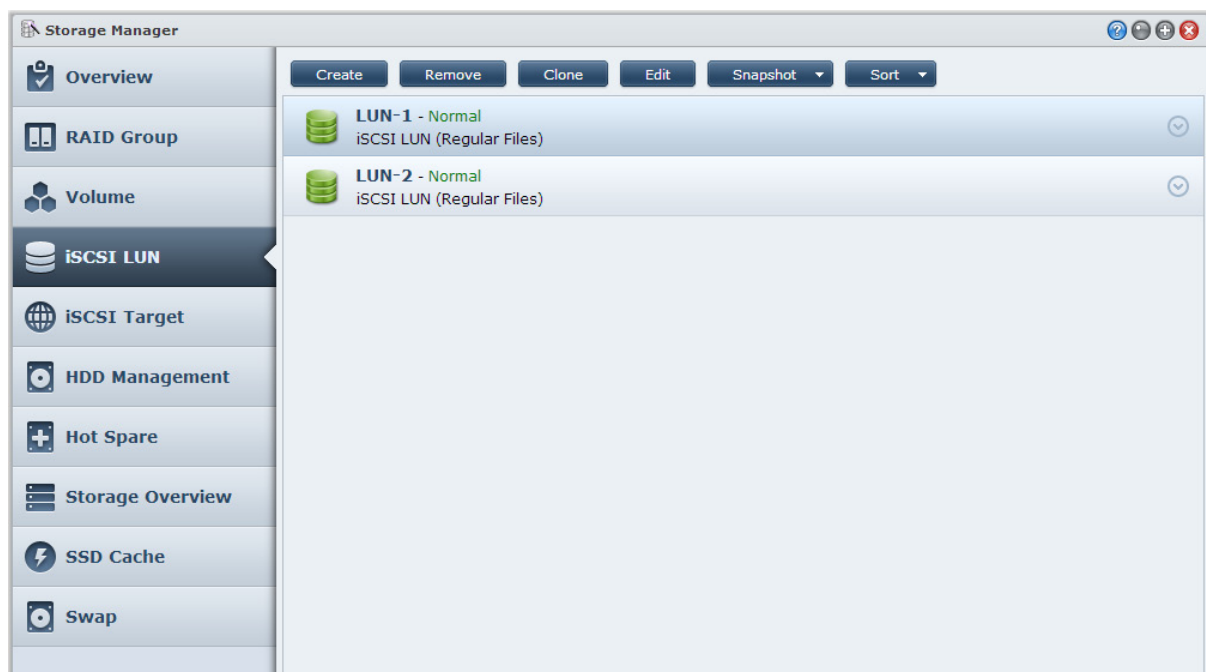 Storage Manager
Overview
RAID Group
Volume
iSCSI LUN
iSCSI Target
HDD Management
Hot Spare
Storage Overview
SSD Cache
Swap
Create Remove Clone Edit Snapshot Sort
LUN-1 - Normal
iSCSI LUN (Regular Files)
LUN-2 - Normal
iSCSI LUN (Regular Files)